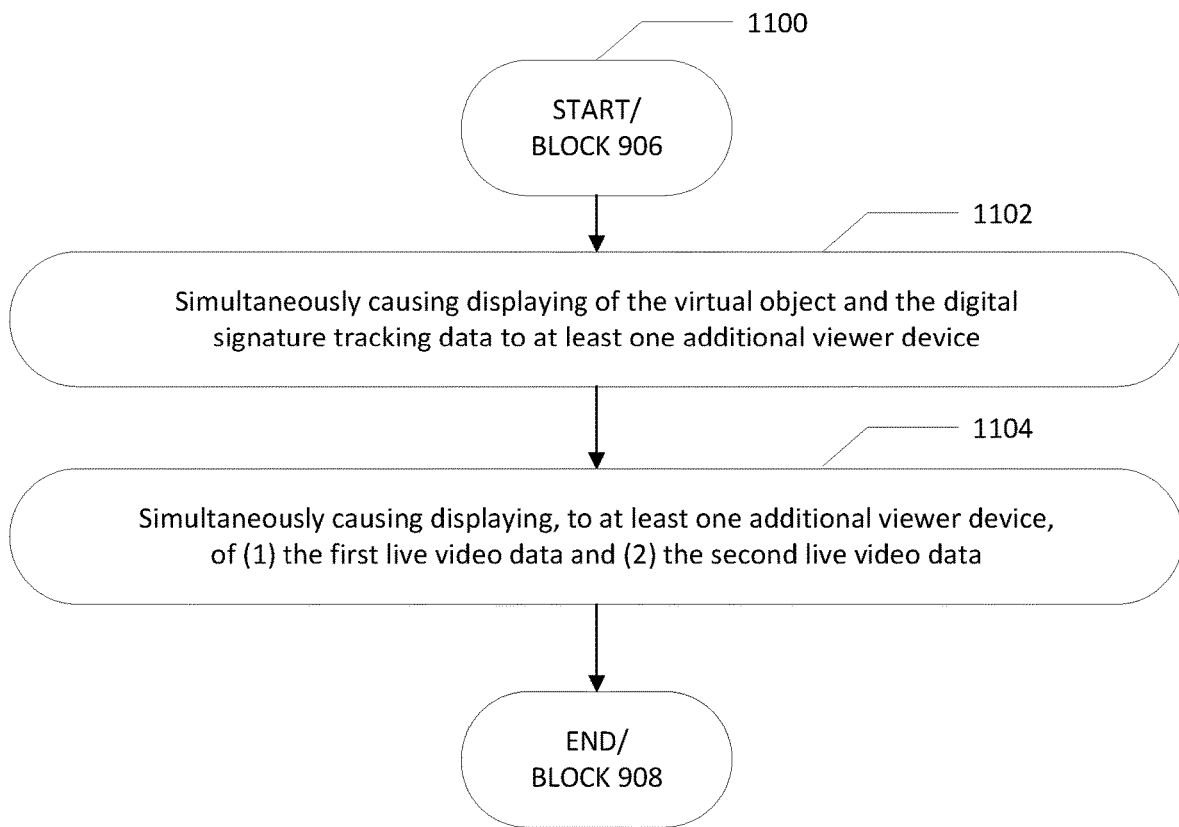 1100
START/
BLOCK 906
1102
Simultaneously causing displaying of the virtual object and the digital
signature tracking data to at least one additional viewer device
1104
Simultaneously causing displaying, to at least one additional viewer device,
of (1) the first live video data and (2) the second live video data
END/
BLOCK 908